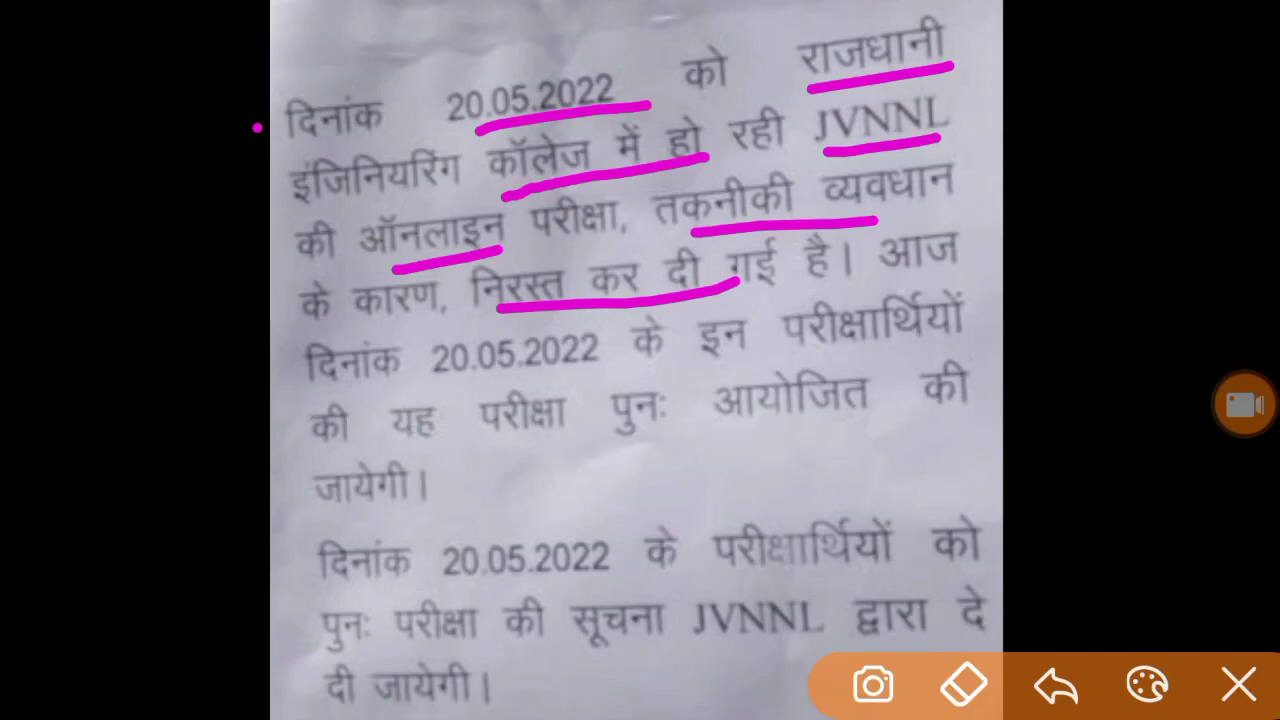 दिनांक 20.05.2022 को राजधानी
इंजिनियरिंग कॉलेज में हो रही JVNNL
की ऑनलाइन परीक्षा, तकनीकी व्यवधान
के कारण, निरस्त कर दी गई है। आज
दिनांक 20.05.2022 के इन परीक्षार्थियों
की यह परीक्षा पुनः आयोजित की
जायेगी।
दिनांक 20.05.2022 के परीक्षार्थियों को
पुनः परीक्षा की सूचना JVNNL द्वारा दे
दी जायेगी।